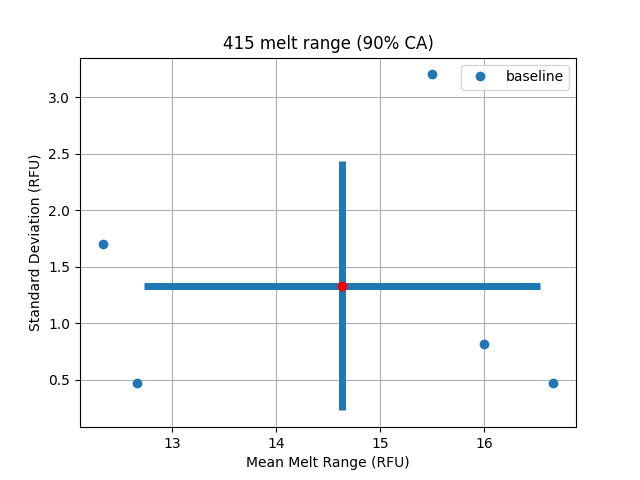 415 melt range (90% CA)
baseline
Standard Deviation (RFU)
3.0
2.5
2.0
1.5
1.0
0.5
13 14 15 16
Mean Melt Range (RFU)